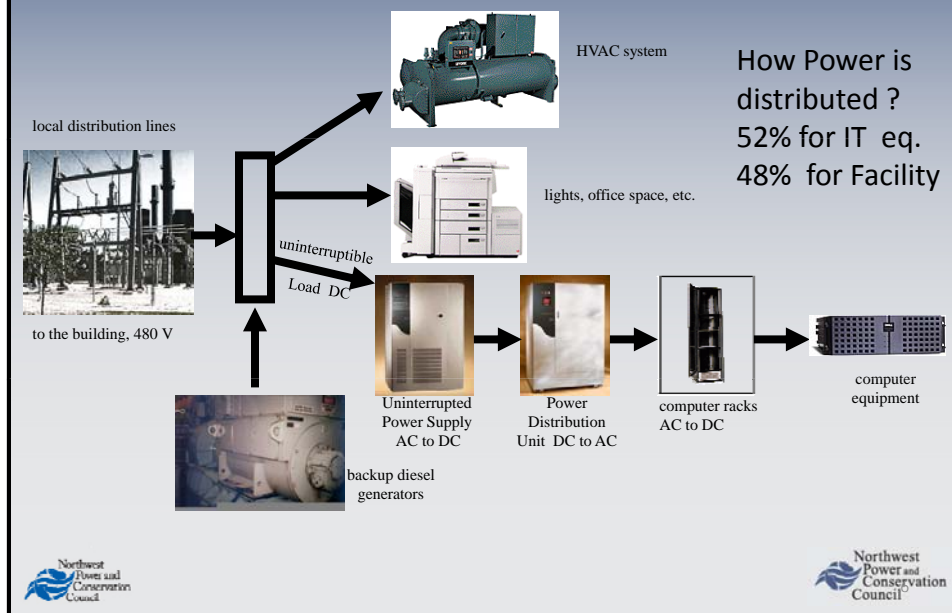 HVAC system
How Power is
distributed ?
52% for IT eq.
48% for Facility
local distribution lines
lights, office space, etc.
uninterruptible
Load DC
to the building, 480 V
Uninterrupted
Power Supply
AC to DC
Power
Distribution
Unit DC to AC
computer racks
AC to DC
computer
equipment
backup diesel
generators
Northwest
Power and
Conservation
Council
Northwest
Power and
Conservation
Council